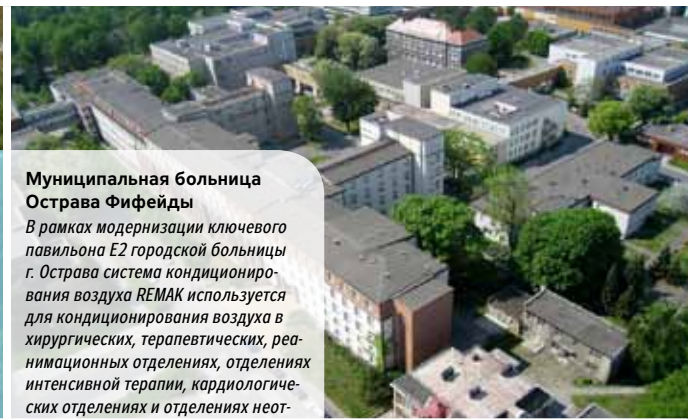 Муниципальная больница
Острава Фифейды
В рамках модернизации ключевого
павильона E2 городской больницы
г. Острава система кондициониро-
вания воздуха REMAK используется
для кондиционирования воздуха в
хирургических, терапевтических, реа-
нимационных отделениях, отделениях
интенсивной терапии, кардиологиче-
ских отделениях и отделениях неот-